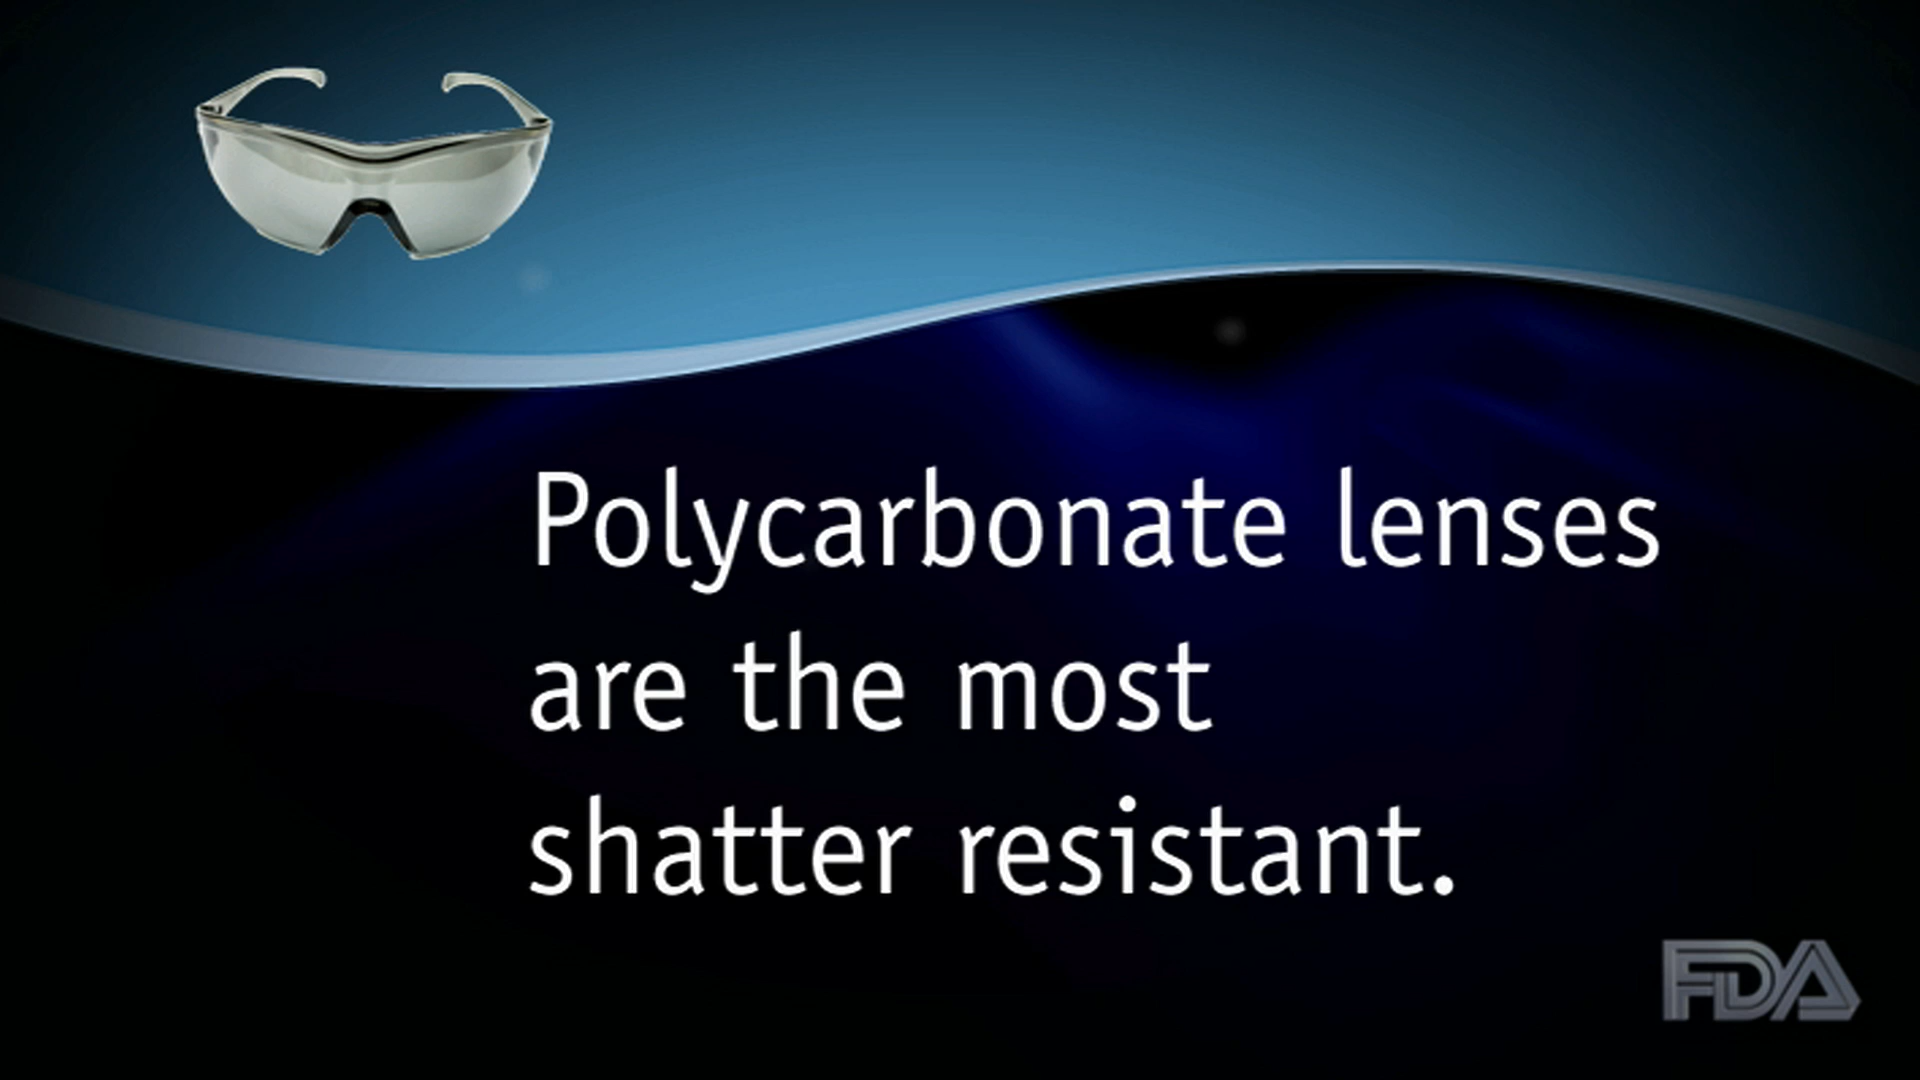 Polycarbonate lenses
are the most
shatter resistant.
FDA